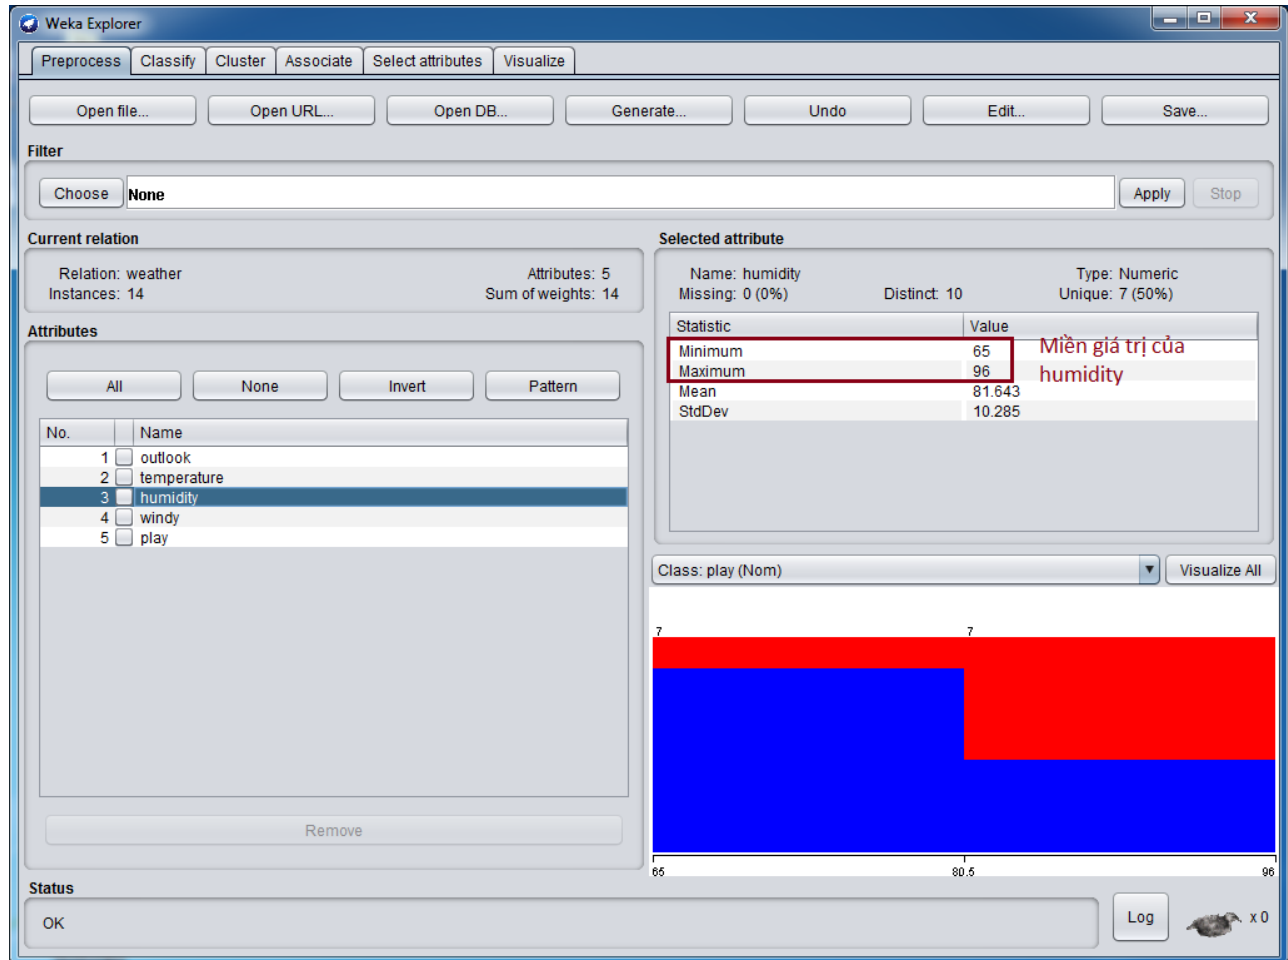 Weka Explorer
Preprocess Classify Cluster Associate Select attributes Visualize
Open file... Open URL... Open DB... Generate... Undo Edit... Save...
Filter
Choose None Apply Stop
Current relation
Relation: weather Attributes: 5
Instances: 14 Sum of weights: 14
Attributes
All None Invert Pattern
No. Name
1 outlook
2 temperature
3 humidity
4 windy
5 play
Remove
Selected attribute
Name: humidity Type: Numeric
Missing: 0 (0%) Distinct: 10 Unique: 7 (50%)
Statistic Value
Minimum 65
Maximum 96
Mean 81.643
StdDev 10.285
Miền giá trị của
humidity
Class: play (Nom) Visualize All
7 7
65 80.5 96
Status
OK Log x 0